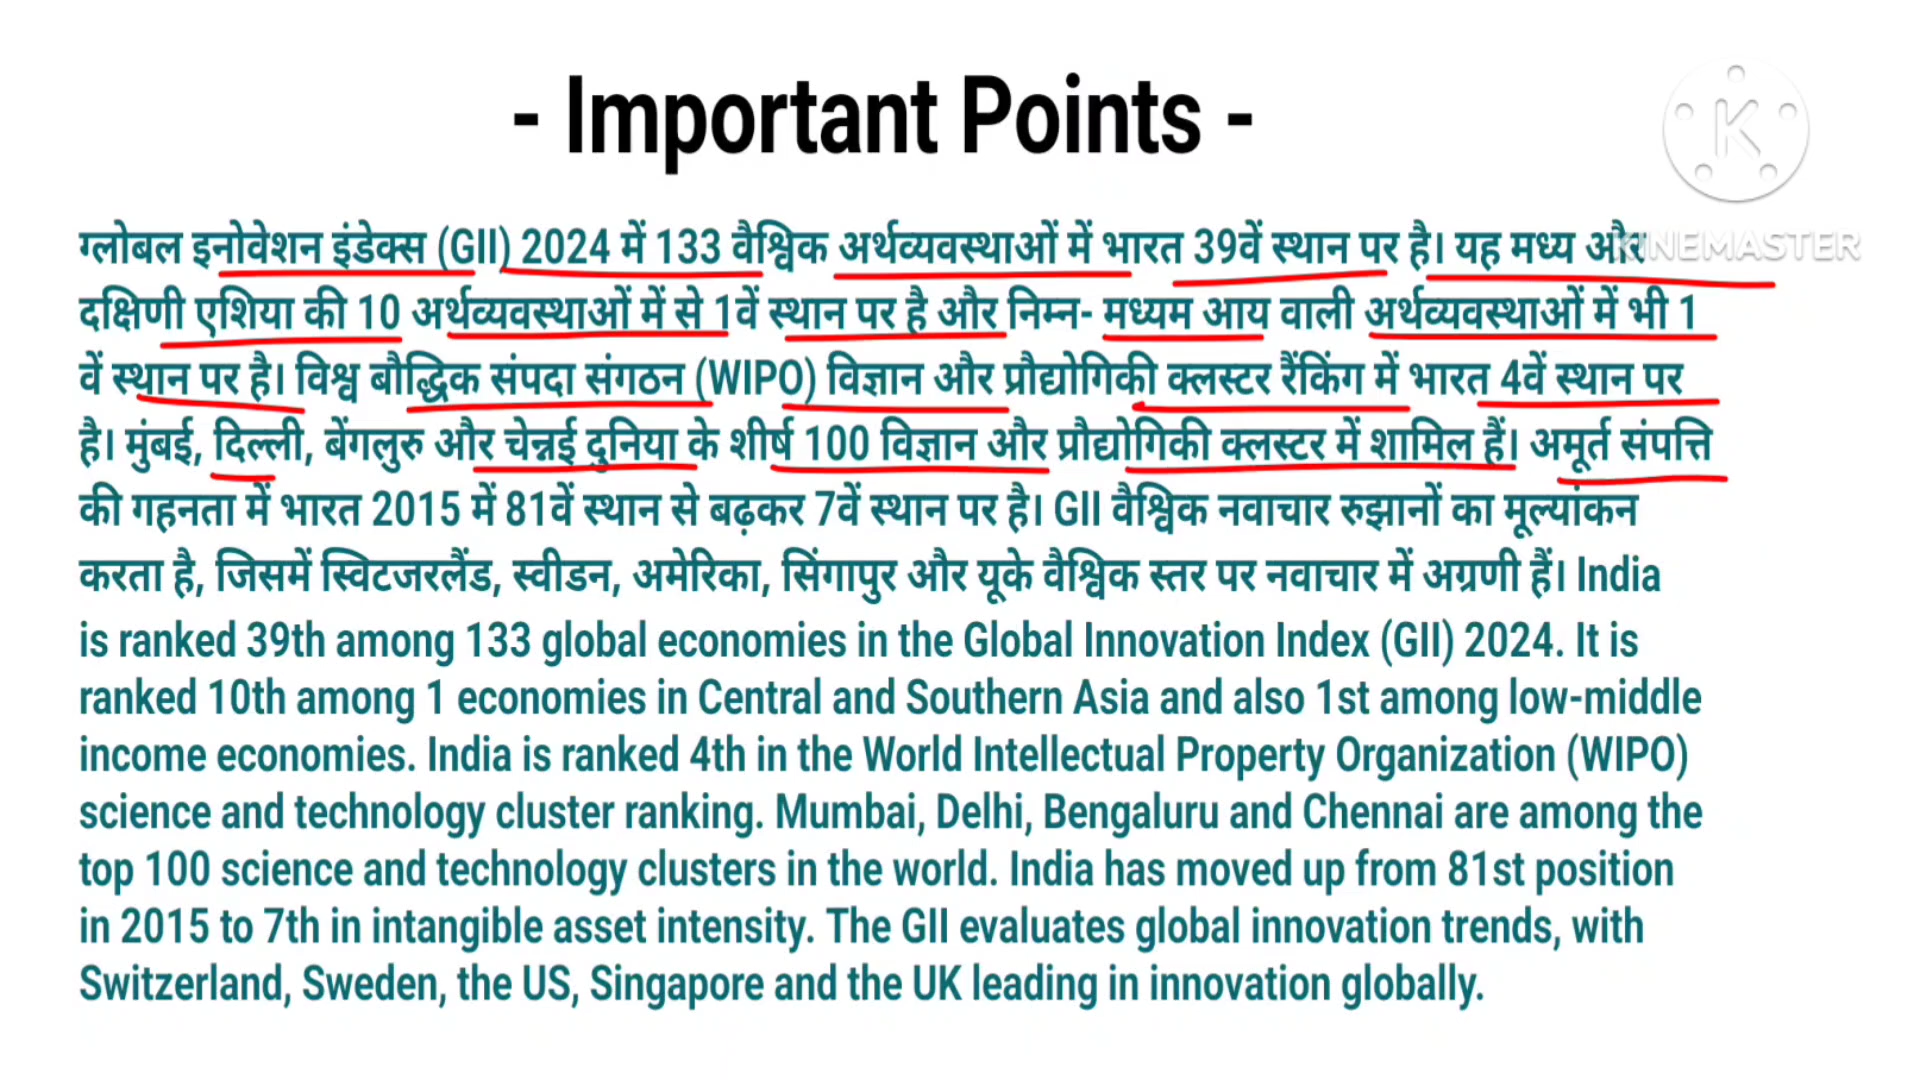 - Important Points -
ग्लोबल इनोवेशन इंडेक्स (GII) 2024 में 133 वैश्विक अर्थव्यवस्थाओं में भारत 39वें स्थान पर है। यह मध्य और
KINEMASTER
दक्षिणी एशिया की 10 अर्थव्यवस्थाओं में से 1वें स्थान पर है और निम्न- मध्यम आय वाली अर्थव्यवस्थाओं में भी 1
वें स्थान पर है। विश्व बौद्धिक संपदा संगठन (WIPO) विज्ञान और प्रौद्योगिकी क्लस्टर रैंकिंग में भारत 4वें स्थान पर
है। मुंबई, दिल्ली, बेंगलुरु और चेन्नई दुनिया के शीर्ष 100 विज्ञान और प्रौद्योगिकी क्लस्टर में शामिल हैं। अमूर्त संपत्ति
की गहनता में भारत 2015 में 81वें स्थान से बढ़कर 7वें स्थान पर है। GII वैश्विक नवाचार रुझानों का मूल्यांकन
करता है, जिसमें स्विटजरलैंड, स्वीडन, अमेरिका, सिंगापुर और यूके वैश्विक स्तर पर नवाचार में अग्रणी हैं। India
is ranked 39th among 133 global economies in the Global Innovation Index (GII) 2024. It is
ranked 10th among 1 economies in Central and Southern Asia and also 1st among low-middle
income economies. India is ranked 4th in the World Intellectual Property Organization (WIPO)
science and technology cluster ranking. Mumbai, Delhi, Bengaluru and Chennai are among the
top 100 science and technology clusters in the world. India has moved up from 81st position
in 2015 to 7th in intangible asset intensity. The GII evaluates global innovation trends, with
Switzerland, Sweden, the US, Singapore and the UK leading in innovation globally.